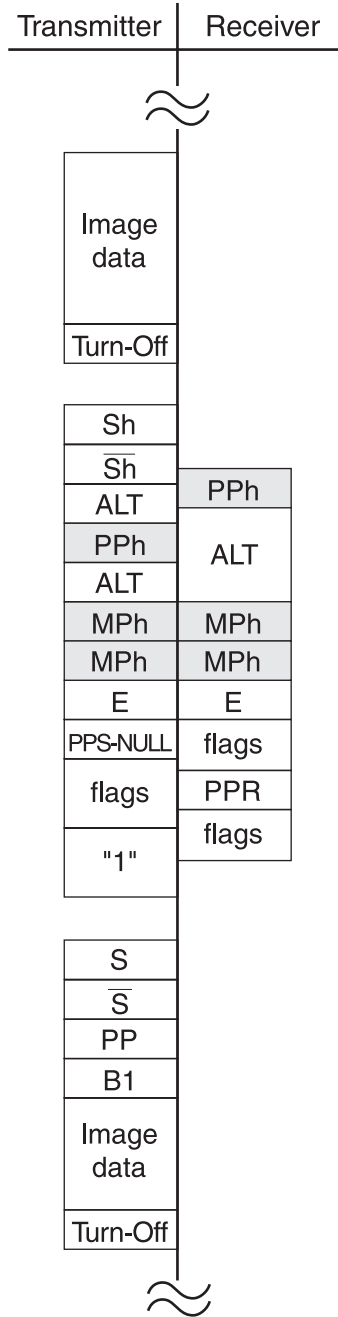 Transmitter Receiver
Image
data
Turn-Off
Sh
S̅h̅
PPh
ALT
PPh
ALT
ALT
MPh MPh
MPh MPh
E E
PPS-NULL flags
flags
PPR
flags
"1"
S
S̅
PP
B1
Image
data
Turn-Off